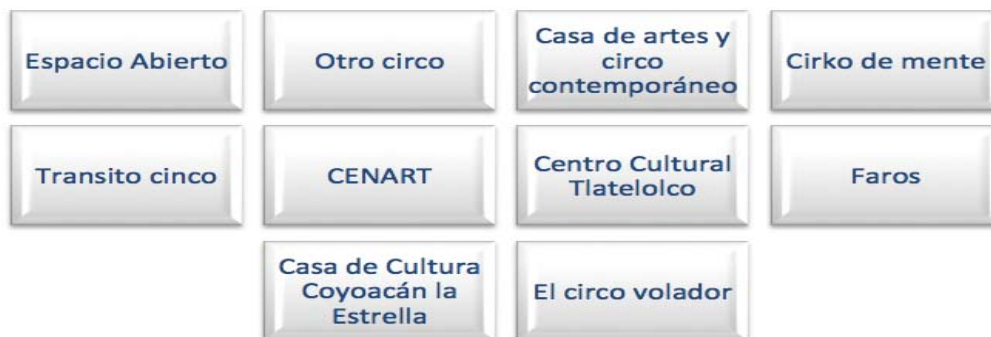 Espacio Abierto
Otro circo
Casa de artes y
circo
contemporáneo
Cirko de mente
Transito cinco
CENART
Centro Cultural
Tlatelolco
Faros
Casa de Cultura
Coyoacán la
Estrella
El circo volador